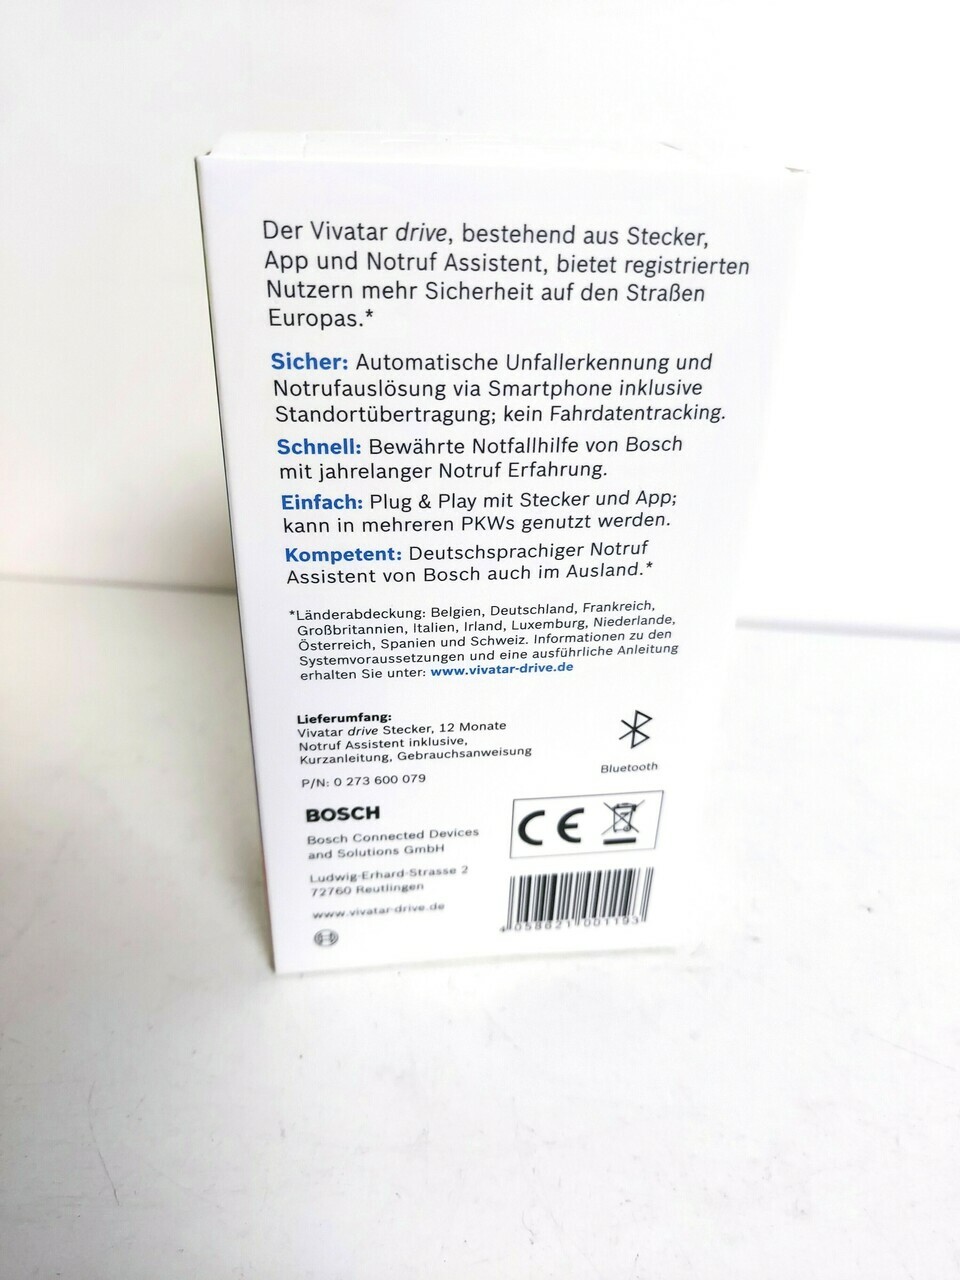 Der Vivatar drive, bestehend aus Stecker,
App und Notruf Assistent, bietet registrierten
Nutzern mehr Sicherheit auf den Straßen
Europas.*
Sicher: Automatische Unfallerkennung und
Notrufauslösung via Smartphone inklusive
Standortübertragung; kein Fahrdatentracking.
Schnell: Bewährte Notfallhilfe von Bosch
mit jahrelanger Notruf Erfahrung.
Einfach: Plug & Play mit Stecker und App;
kann in mehreren PKWs genutzt werden.
Kompetent: Deutschsprachiger Notruf
Assistent von Bosch auch im Ausland.*
*Länderabdeckung: Belgien, Deutschland, Frankreich,
Großbritannien, Italien, Irland, Luxemburg, Niederlande,
Österreich, Spanien und Schweiz. Informationen zu den
Systemvoraussetzungen und eine ausführliche Anleitung
erhalten Sie unter: www.vivatar-drive.de
Lieferumfang:
Vivatar drive Stecker, 12 Monate
Notruf Assistent inklusive,
Kurzanleitung, Gebrauchsanweisung
Bluetooth
P/N: 0 273 600 079
BOSCH
CE
Bosch Connected Devices
and Solutions GmbH
Ludwig-Erhard-Strasse 2
72760 Reutlingen
www.vivatar-drive.de
4 058821 001193